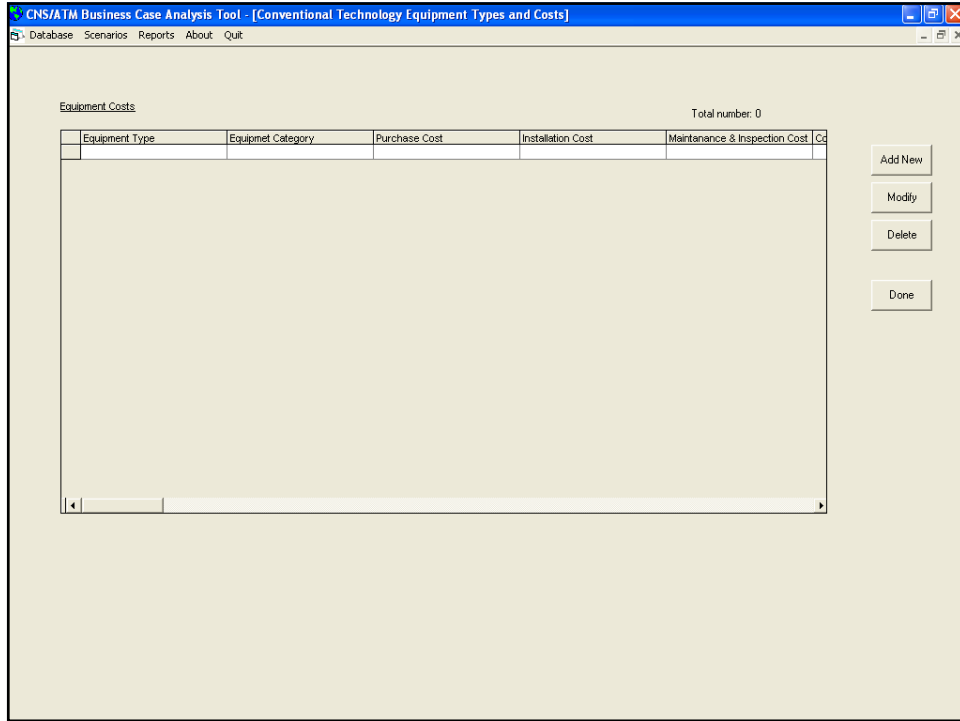 CNS/ATM Business Case Analysis Tool - [Conventional Technology Equipment Types and Costs]
Database Scenarios Reports About Quit
Equipment Costs
Total number: 0
Equipment Type Equipmet Category Purchase Cost Installation Cost Maintanance & Inspection Cost
Add New
Modify
Delete
Done